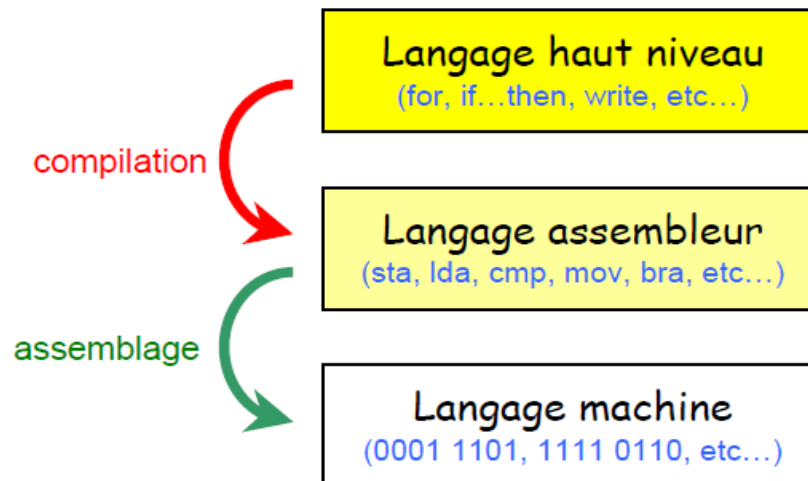 Langage haut niveau
(for, if…then, write, etc…)
compilation
Langage assembleur
(sta, lda, cmp, mov, bra, etc…)
assemblage
Langage machine
(0001 1101, 1111 0110, etc…)